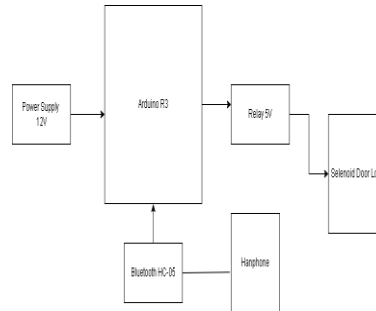 Power Supply
12V
Arduino R3
Relay 5V
Selenoid Door Lo
Bluetooth HC-05
Hanphone